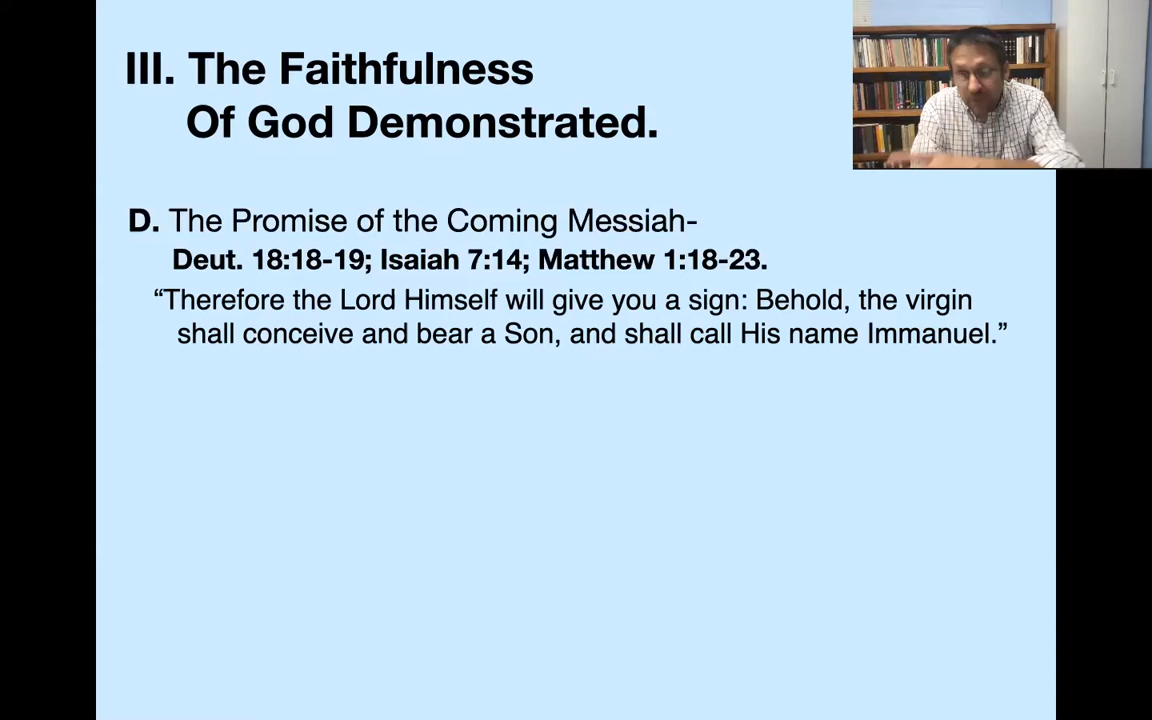 III. The Faithfulness
Of God Demonstrated.
D. The Promise of the Coming Messiah-
Deut. 18:18-19; Isaiah 7:14; Matthew 1:18-23.
“Therefore the Lord Himself will give you a sign: Behold, the virgin
shall conceive and bear a Son, and shall call His name Immanuel.”